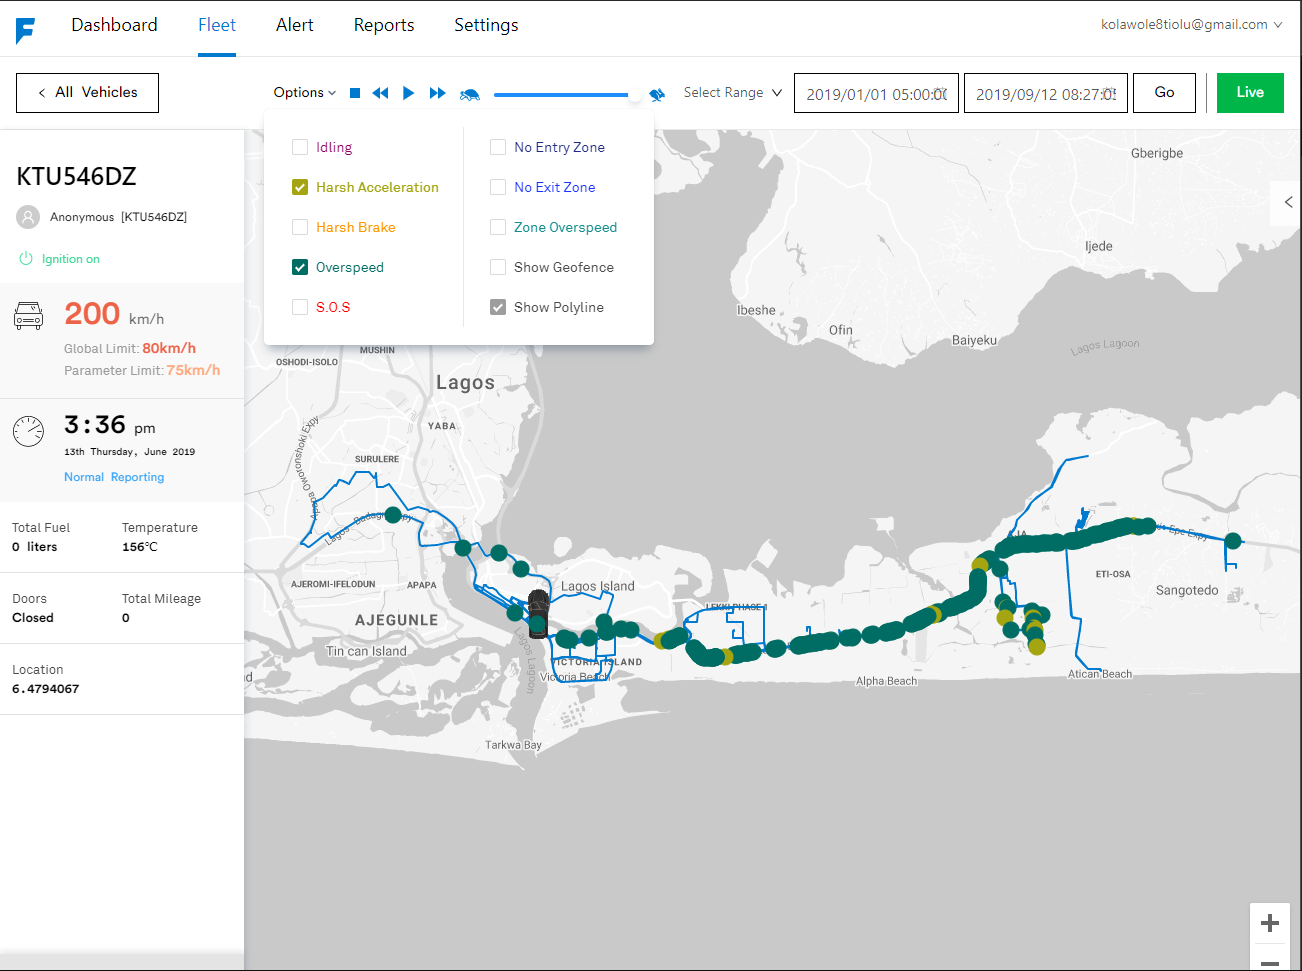 Dashboard
Fleet
Alert
Reports
Settings
kolawole8tiolu@gmail.com
All Vehicles
Options
Select Range
2019/01/01 05:00:00
2019/09/12 08:27:05
Go
Live
KTU546DZ
Anonymous [KTU546DZ]
Ignition on
200 km/h
Global Limit: 80km/h
Parameter Limit: 75km/h
3:36 pm
13th Thursday, June 2019
Normal Reporting
Total Fuel
0 liters
Temperature
156°C
Doors
Closed
Total Mileage
0
Location
6.4794067
Idling
Harsh Acceleration
Harsh Brake
Overspeed
S.O.S
No Entry Zone
No Exit Zone
Zone Overspeed
Show Geofence
Show Polyline
Gberigbe
Ijede
Ibeshe
Ofin
Baiyeku
Lagos Lagoon
MUSHIN
OSHODI-ISOLO
Lagos
YABA
Apapa Oworonshoki Expy
SURULERE
Lagos
Badagry Expy
AJEROMI-IFELODUN
APAPA
Lagos Island
AJEGUNLE
Tin can Island
Lagos Lagoon
VICTORIA ISLAND
Victoria Beach
LEKKI PHASE 1
JA
Epe Expy
ETI-OSA
Sangotedo
Alpha Beach
Atican Beach
Tarkwa Bay